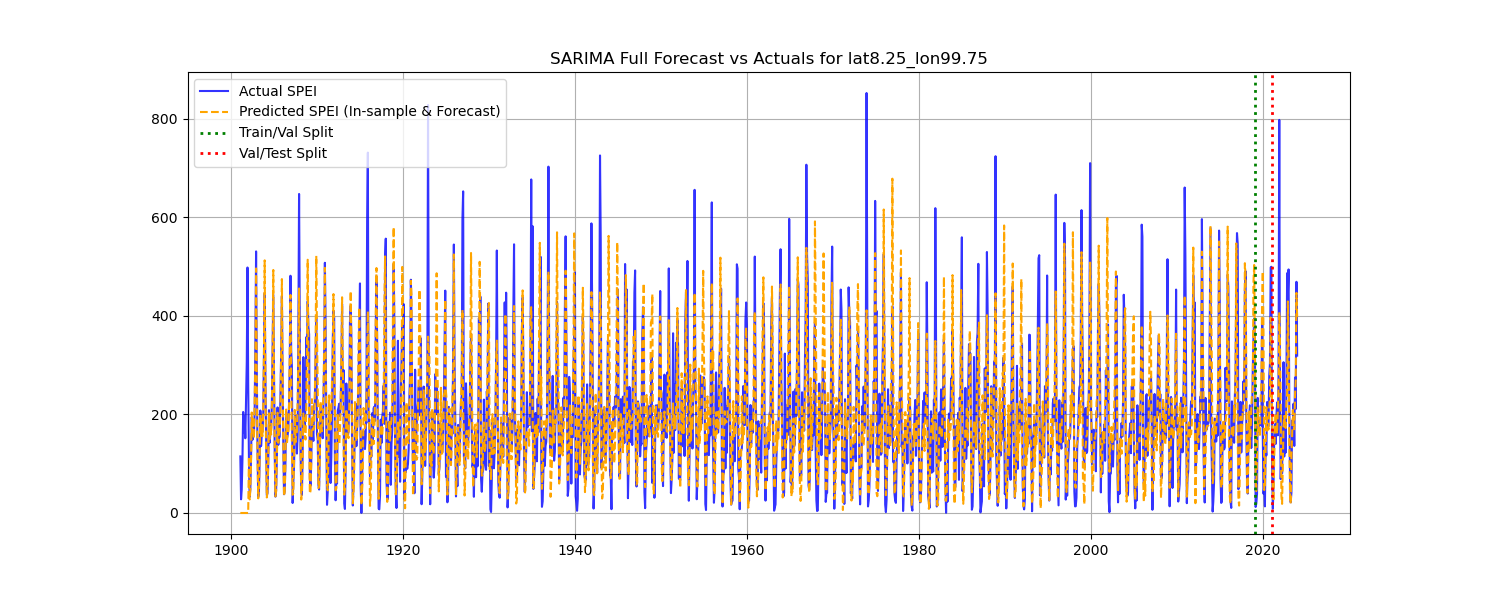 SARIMA Full Forecast vs Actuals for lat8.25_lon99.75
Actual SPEI
Predicted SPEI (In-sample & Forecast)
Train/Val Split
Val/Test Split
800
600
400
200
0
1900 1920 1940 1960 1980 2000 2020